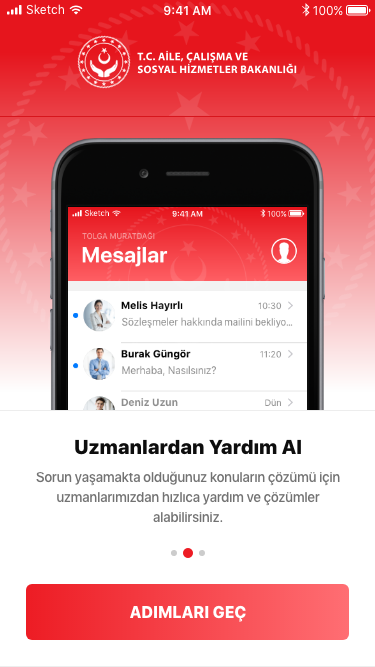 Sketch 9:41 AM 100%
T.C. AİLE, ÇALIŞMA VE
SOSYAL HİZMETLER BAKANLIĞI
Sketch 9:41 AM 100%
TOLGA MURATDAĞI
Mesajlar
Melis Hayırlı 10:30
Sözleşmeler hakkında mailini bekliyo...
Burak Güngör 11:20
Merhaba, Nasılsınız?
Deniz Uzun Dün
Uzmanlardan Yardım Al
Sorun yaşamakta olduğunuz konuların çözümü için
uzmanlarımızdan hızlıca yardım ve çözümler
alabilirsiniz.
ADIMLARI GEÇ